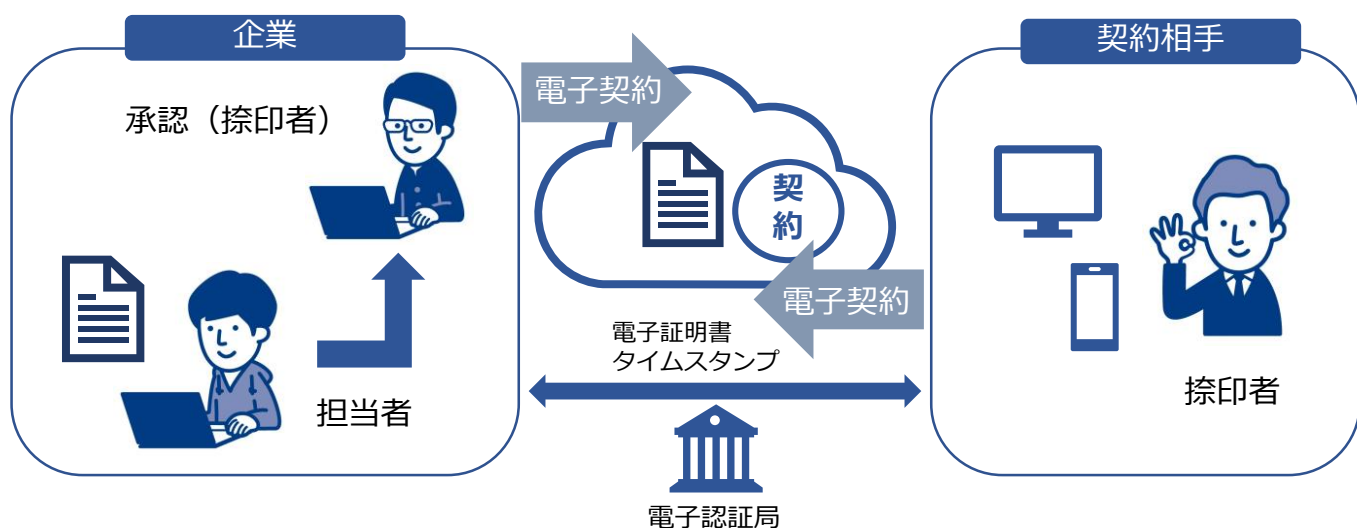 企業
契約相手
承認（捺印者）
電子契約
契
約
電子契約
電子証明書
タイムスタンプ
担当者
捺印者
電子認証局